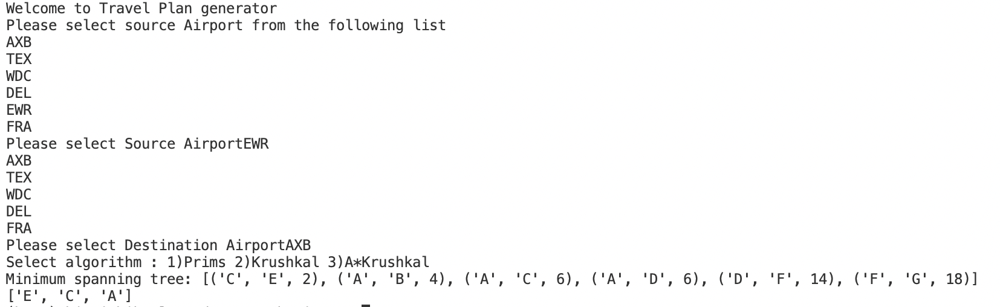 Welcome to Travel Plan generator
Please select source Airport from the following list
AXB
TEX
WDC
DEL
EWR
FRA
Please select Source AirportEWR
AXB
TEX
WDC
DEL
FRA
Please select Destination AirportAXB
Select algorithm : 1)Prims 2)Krushkal 3)A*Krushkal
Minimum spanning tree: [('C', 'E', 2), ('A', 'B', 4), ('A', 'C', 6), ('A', 'D', 6), ('D', 'F', 14), ('F', 'G', 18)]
['E', 'C', 'A']